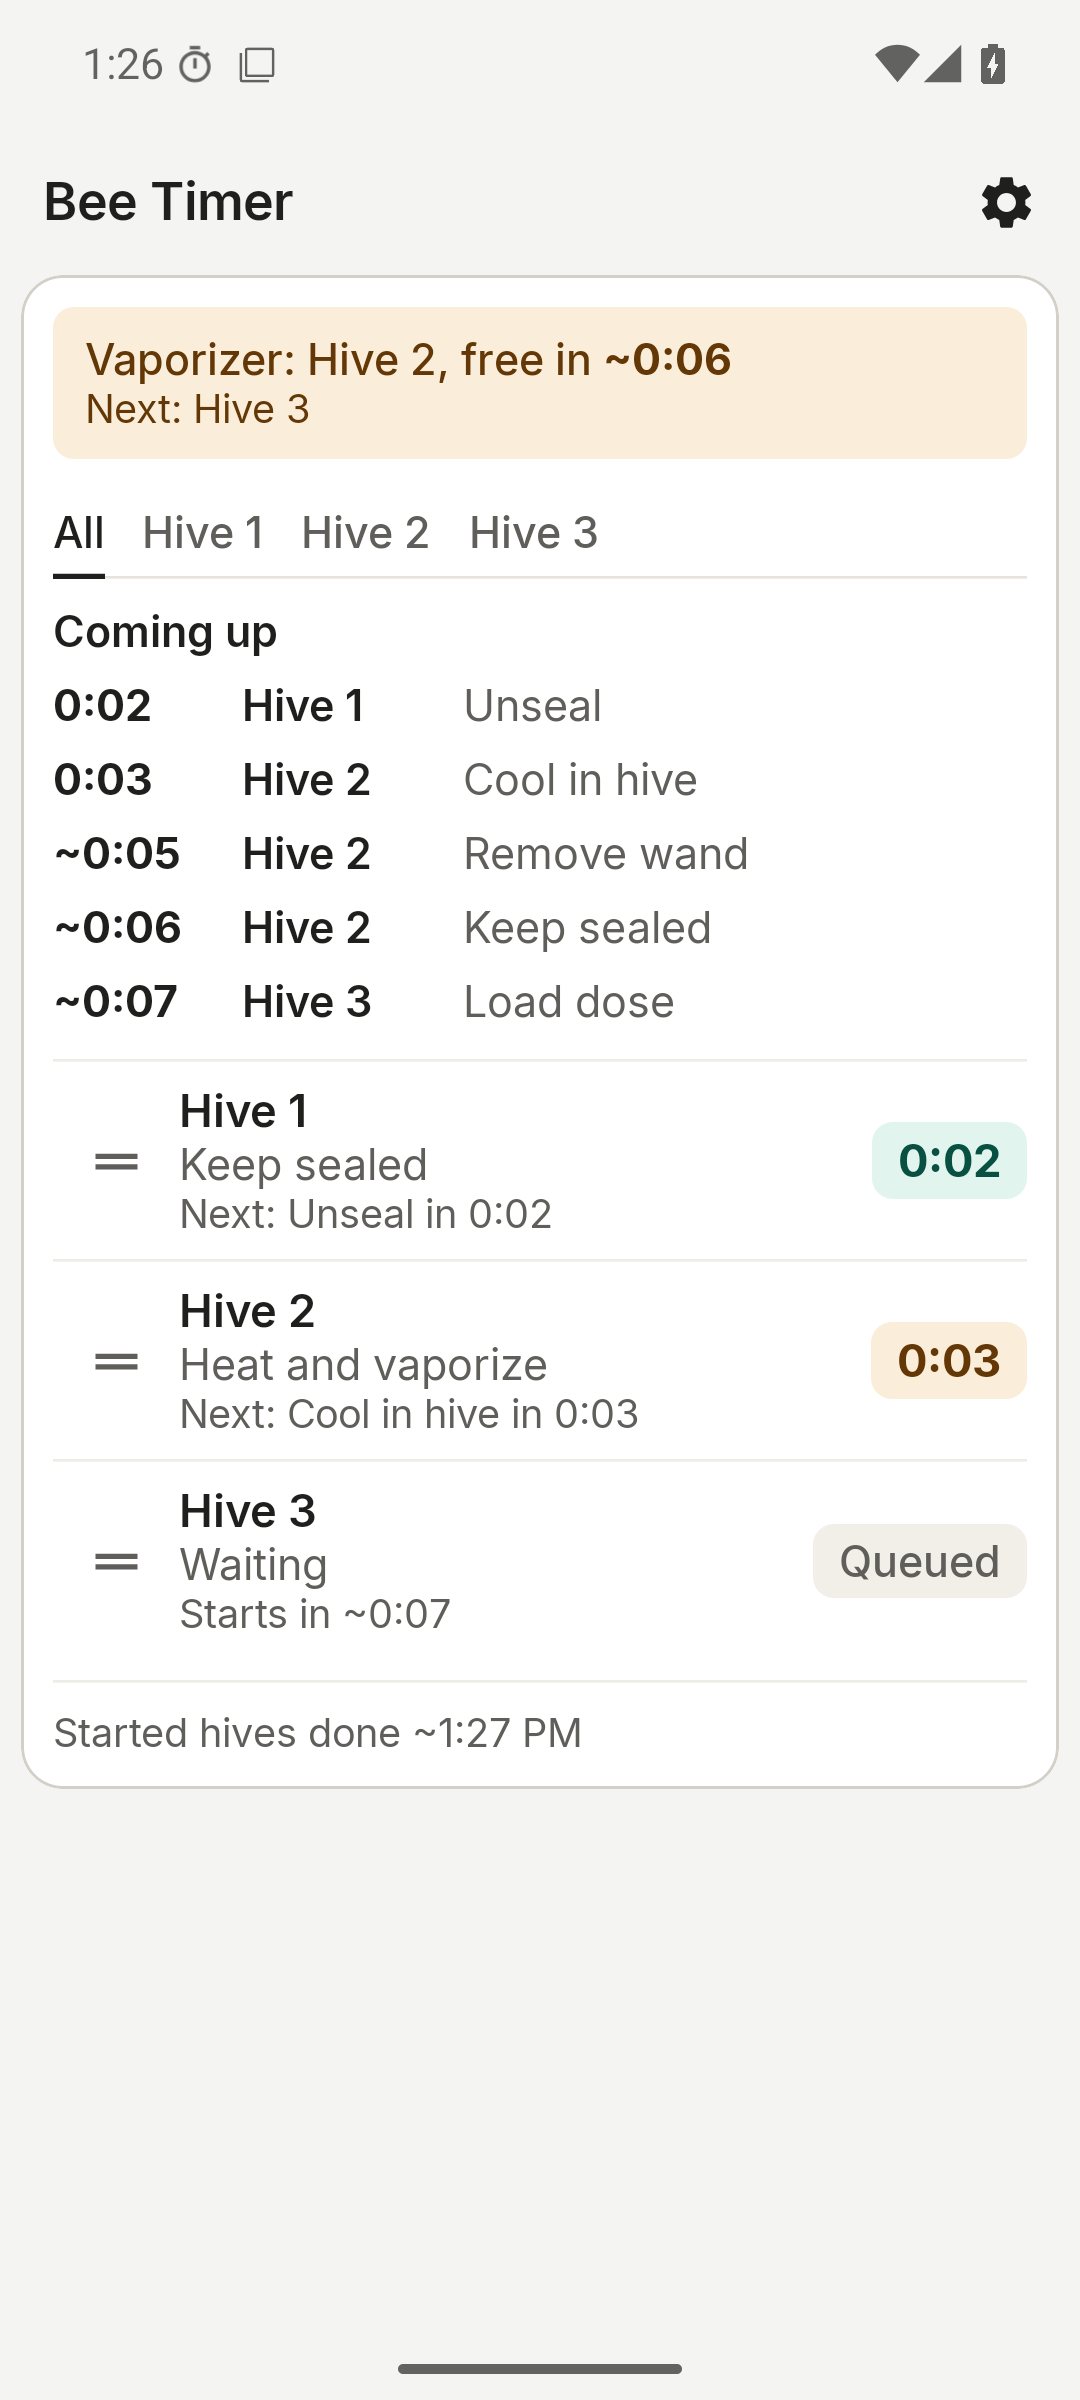 1:26
Bee Timer
Vaporizer: Hive 2, free in ~0:06
Next: Hive 3
All Hive 1 Hive 2 Hive 3
Coming up
0:02 Hive 1 Unseal
0:03 Hive 2 Cool in hive
~0:05 Hive 2 Remove wand
~0:06 Hive 2 Keep sealed
~0:07 Hive 3 Load dose
Hive 1
Keep sealed
Next: Unseal in 0:02
0:02
Hive 2
Heat and vaporize
Next: Cool in hive in 0:03
0:03
Hive 3
Waiting
Starts in ~0:07
Queued
Started hives done ~1:27 PM